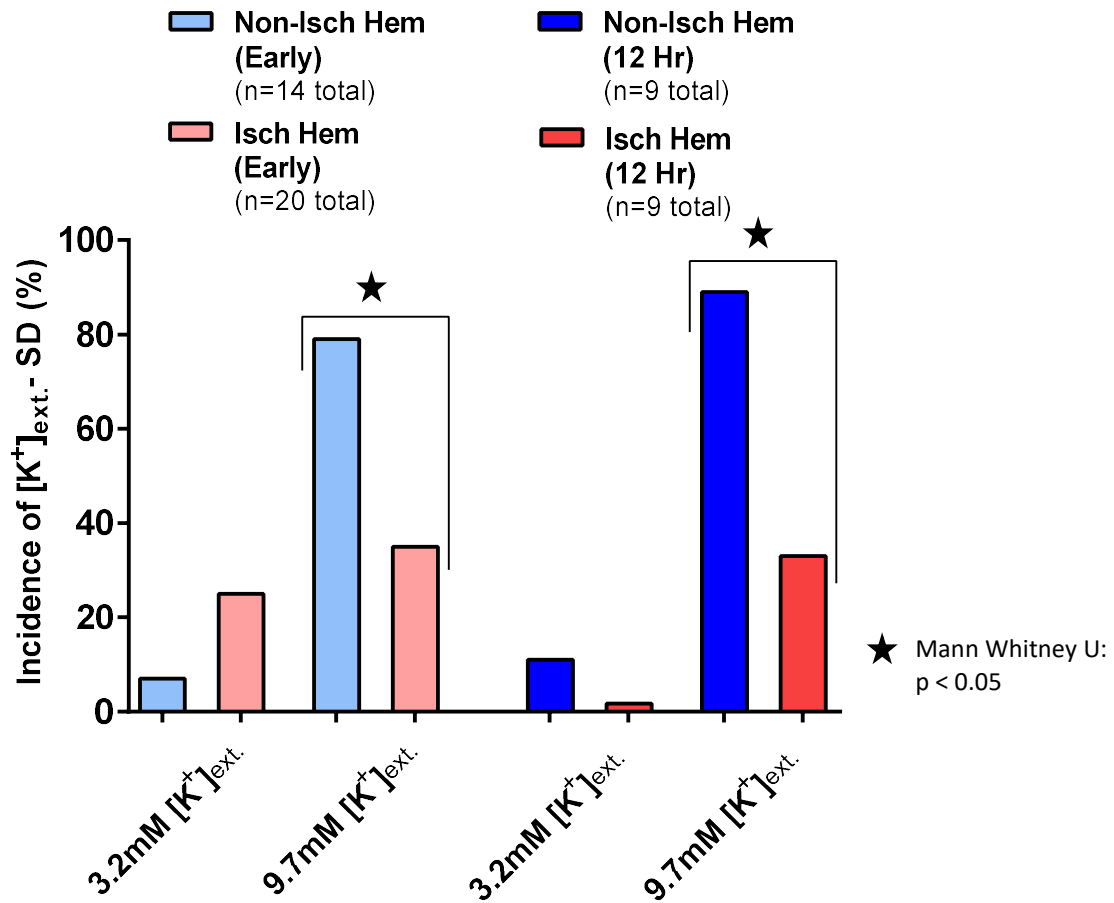 Non-Isch Hem
(Early)
(n=14 total)
Isch Hem
(Early)
(n=20 total)
Non-Isch Hem
(12 Hr)
(n=9 total)
Isch Hem
(12 Hr)
(n=9 total)
Incidence of [K⁺]ext.- SD (%)
100
80
60
40
20
0
3.2mM [K⁺]ext.
9.7mM [K⁺]ext.
3.2mM [K⁺]ext.
9.7mM [K⁺]ext.
★
★
★ Mann Whitney U:
p < 0.05